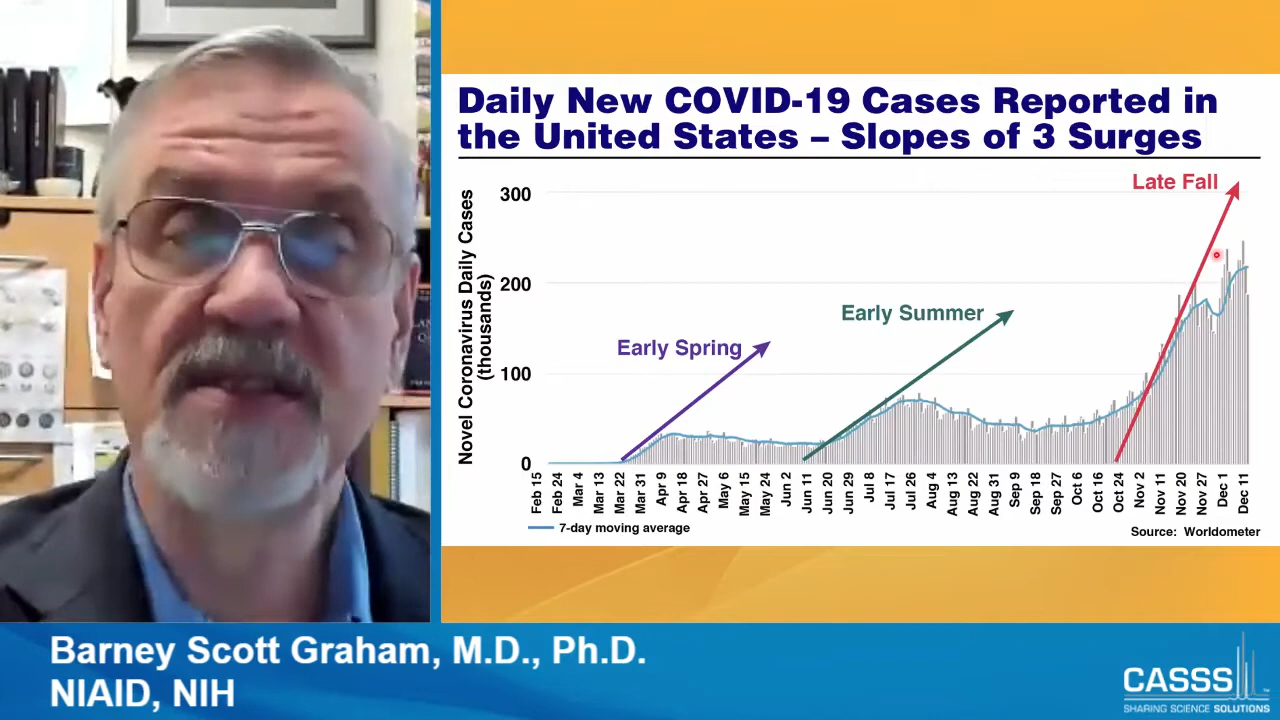 Daily New COVID-19 Cases Reported in
the United States – Slopes of 3 Surges
Novel Coronavirus Daily Cases
(thousands)
300
200
100
0
Early Spring
Early Summer
Late Fall
Feb 15
Feb 24
Mar 4
Mar 13
Mar 22
Mar 31
Apr 9
Apr 18
Apr 27
May 6
May 15
May 24
Jun 2
Jun 11
Jun 20
Jun 29
Jul 8
Jul 17
Jul 26
Aug 4
Aug 13
Aug 22
Aug 31
Sep 9
Sep 18
Sep 27
Oct 6
Oct 16
Oct 24
Nov 2
Nov 11
Nov 20
Nov 27
Dec 1
Dec 11
7-day moving average
Source: Worldometer
Barney Scott Graham, M.D., Ph.D.
NIAID, NIH
CASSS
SHARING SCIENCE SOLUTIONS